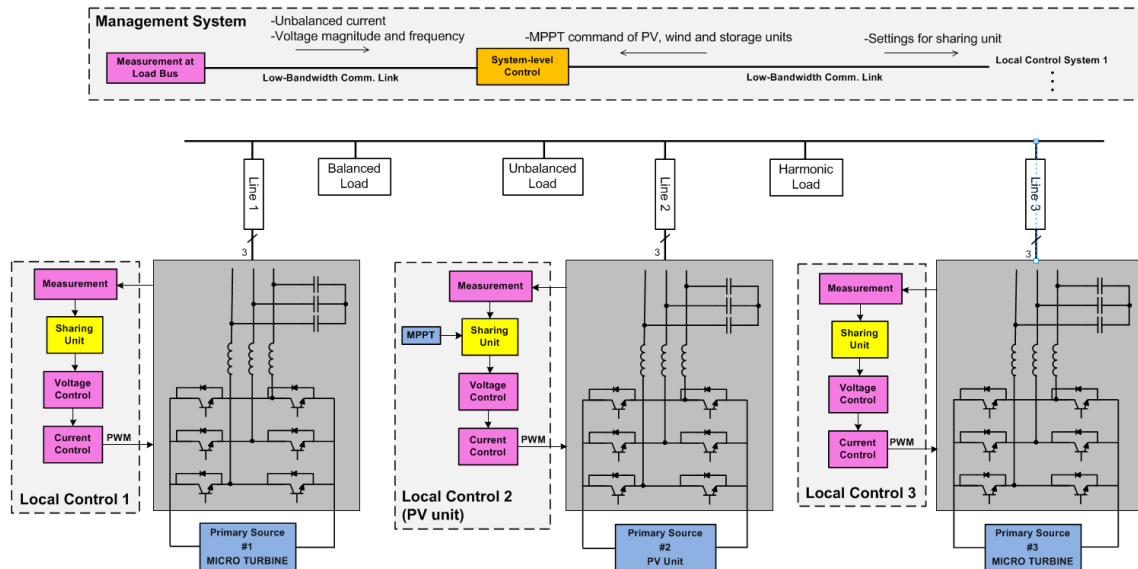 Management System
-Unbalanced current
-Voltage magnitude and frequency
-MPPT command of PV, wind and storage units
-Settings for sharing unit
Measurement at
Load Bus
Low-Bandwidth Comm. Link
System-level
Control
Low-Bandwidth Comm. Link
Local Control System 1
Line 1
Balanced
Load
Unbalanced
Load
Line 2
Harmonic
Load
Line 3
3
3
3
Measurement
Sharing
Unit
Voltage
Control
Current
Control
PWM
Local Control 1
Primary Source
#1
MICRO TURBINE
Measurement
MPPT
Sharing
Unit
Voltage
Control
Current
Control
PWM
Local Control 2
(PV unit)
Primary Source
#2
PV Unit
Measurement
Sharing
Unit
Voltage
Control
Current
Control
PWM
Local Control 3
Primary Source
#3
MICRO TURBINE